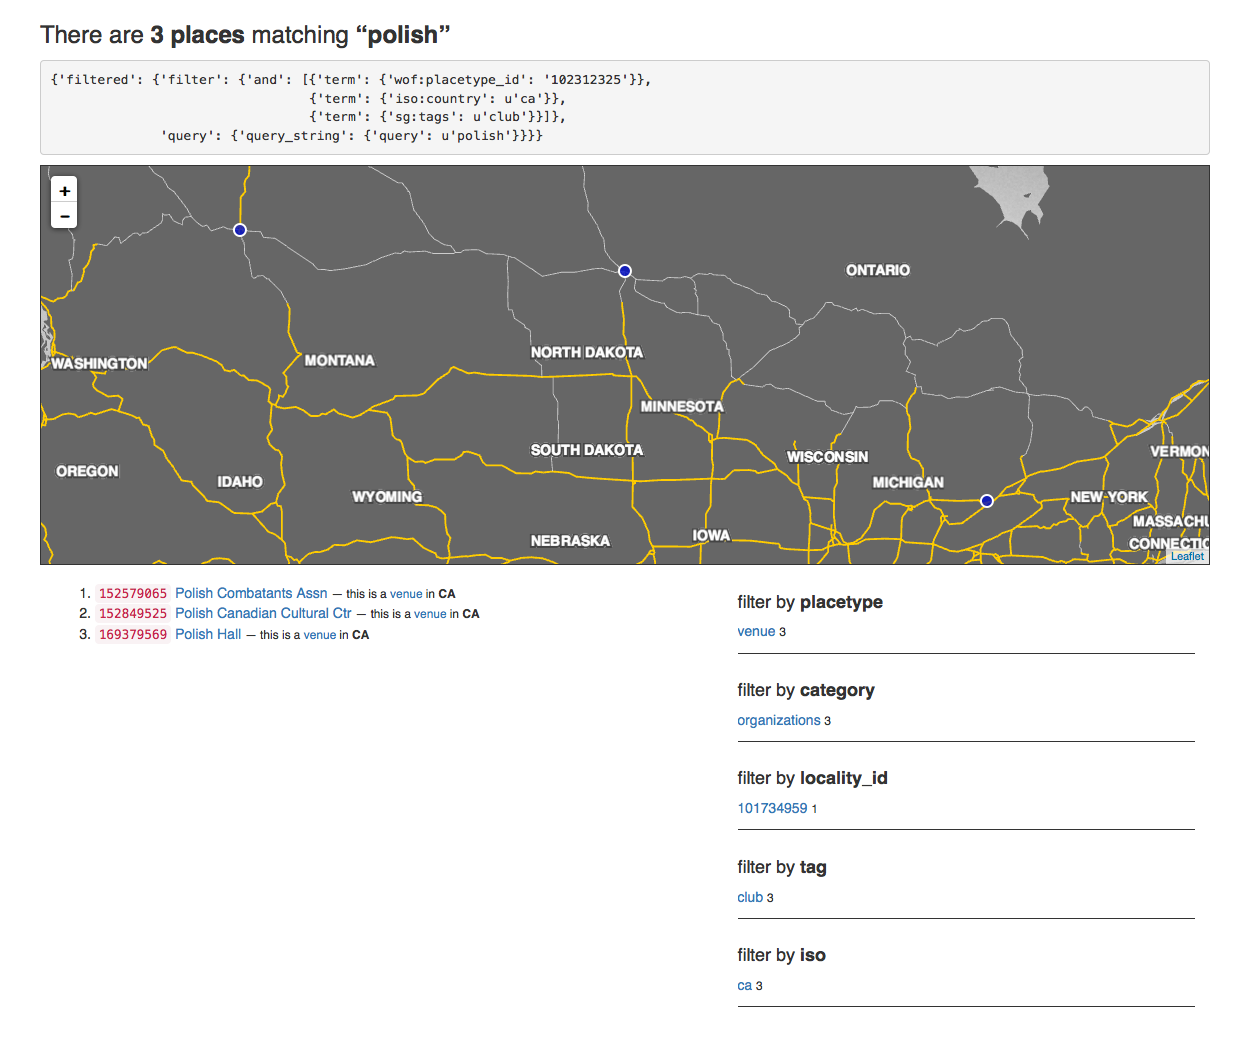 There are 3 places matching “polish”
{'filtered': {'filter': {'and': [{'term': {'wof:placetype_id': '102312325'}},
{'term': {'iso:country': u'ca'}},
{'term': {'sg:tags': u'club'}}]},
'query': {'query_string': {'query': u'polish'}}}}
+
−
ONTARIO
WASHINGTON
MONTANA
NORTH DAKOTA
MINNESOTA
SOUTH DAKOTA
WISCONSIN
VERMON
OREGON
IDAHO
WYOMING
MICHIGAN
NEW YORK
MASSACHU
NEBRASKA
IOWA
CONNECTIC
Leaflet
1. 152579065 Polish Combatants Assn — this is a venue in CA
2. 152849525 Polish Canadian Cultural Ctr — this is a venue in CA
3. 169379569 Polish Hall — this is a venue in CA
filter by placetype
venue 3
filter by category
organizations 3
filter by locality_id
101734959 1
filter by tag
club 3
filter by iso
ca 3